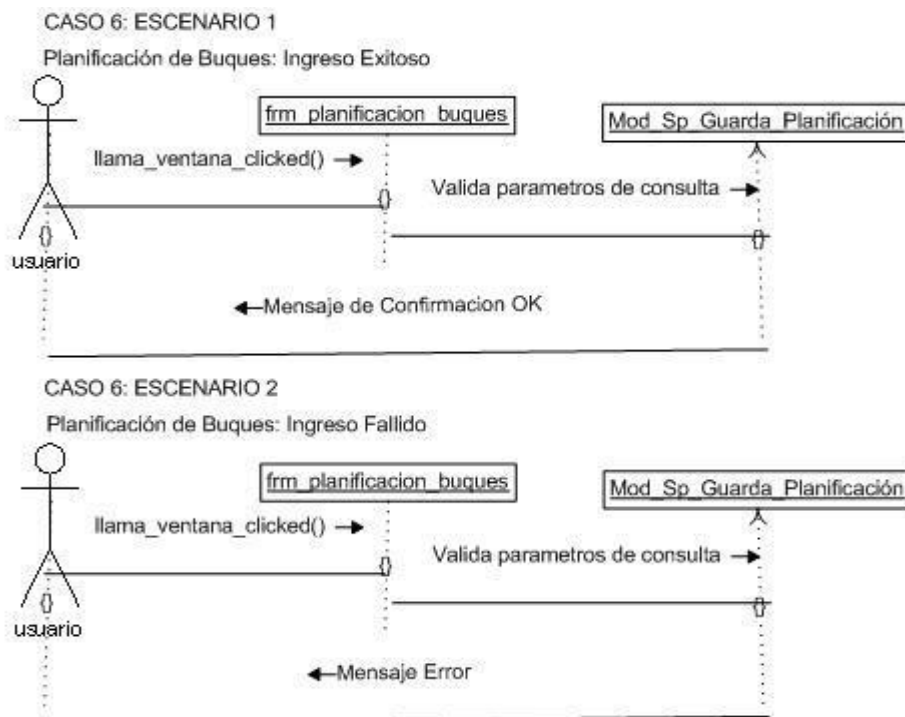 CASO 6: ESCENARIO 1
Planificación de Buques: Ingreso Exitoso
frm_planificacion_buques
Mod_Sp_Guarda_Planificación
llama_ventana_clicked()
Valida parametros de consulta
{}
{}
{}
usuario
Mensaje de Confirmacion OK
CASO 6: ESCENARIO 2
Planificación de Buques: Ingreso Fallido
frm_planificacion_buques
Mod_Sp_Guarda_Planificación
llama_ventana_clicked()
Valida parametros de consulta
{}
{}
{}
usuario
Mensaje Error